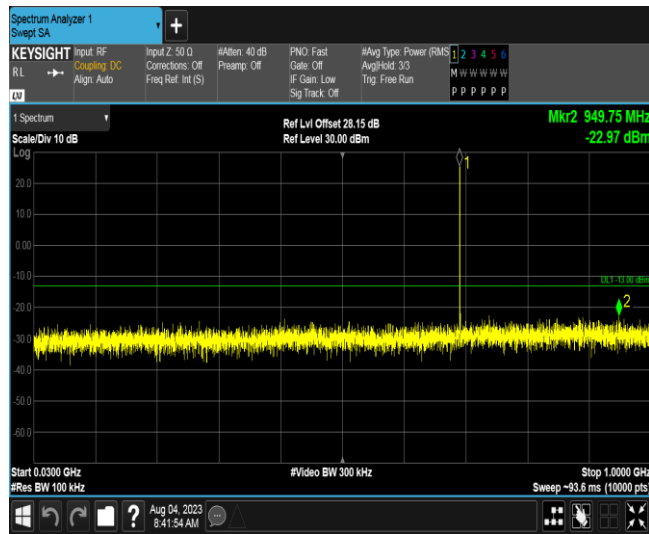 Spectrum Analyzer 1
Swept SA
+
KEYSIGHT
RL
LXI
Input: RF
Coupling: DC
Align: Auto
Input Z: 50 Ω
Corrections: Off
Freq Ref: Int (S)
#Atten: 40 dB
Preamp: Off
PNO: Fast
Gate: Off
IF Gain: Low
Sig Track: Off
#Avg Type: Power (RMS
Avg|Hold: 3/3
Trig: Free Run
1 2 3 4 5 6
M W W W W W
P P P P P P
1 Spectrum
Scale/Div 10 dB
Log
Ref Lvl Offset 28.15 dB
Ref Level 30.00 dBm
Mkr2 949.75 MHz
-22.97 dBm
1
20.0
10.0
0.00
-10.0
DL1 -13.00 dBm
-20.0
2
-30.0
-40.0
-50.0
-60.0
Start 0.0300 GHz
#Res BW 100 kHz
#Video BW 300 kHz
Stop 1.0000 GHz
Sweep ~93.6 ms (10000 pts)
?
Aug 04, 2023
8:41:54 AM